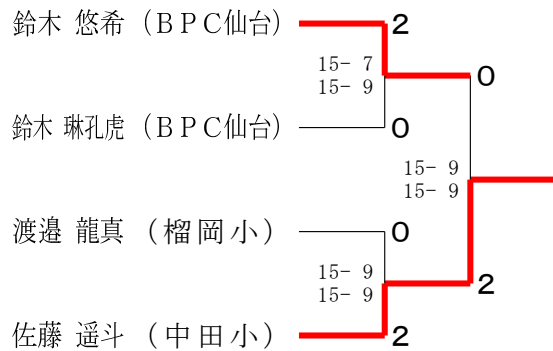 鈴木 悠希 (ＢＰＣ仙台) 2
15- 7
15- 9
0
鈴木 琳孔虎 (ＢＰＣ仙台) 0
15- 9
15- 9
渡邉 龍真 (榴岡小) 0
15- 9
15- 9
2
佐藤 遥斗 (中田小) 2